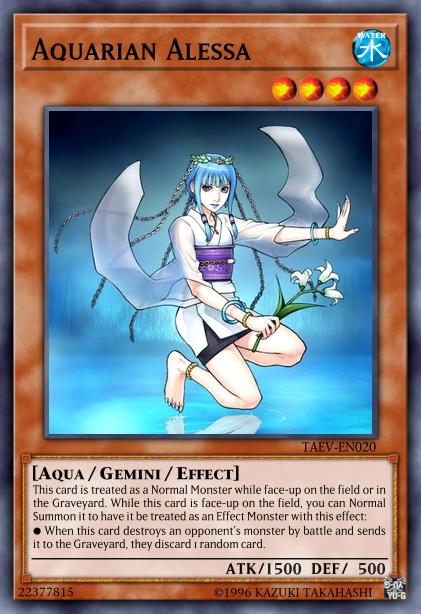 AQUARIAN ALESSA
WATER
水
TAEV-EN020
[AQUA / GEMINI / EFFECT]
This card is treated as a Normal Monster while face-up on the field or in
the Graveyard. While this card is face-up on the field, you can Normal
Summon it to have it be treated as an Effect Monster with this effect:
● When this card destroys an opponent's monster by battle and sends
it to the Graveyard, they discard 1 random card.
ATK/1500 DEF/ 500
22377815
©1996 KAZUKI TAKAHASHI